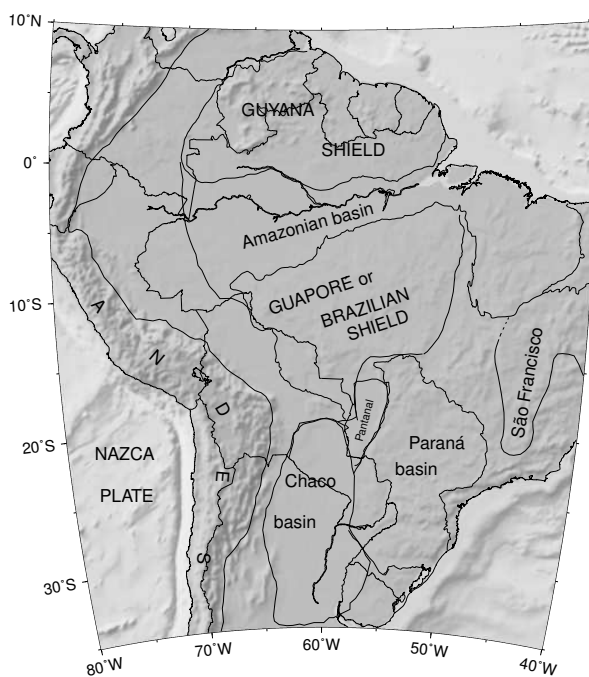 10°N
GUYANA
SHIELD
0°
Amazonian basin
GUAPORE or
BRAZILIAN
SHIELD
10°S
A
N
D
E
S
São Francisco
Pantanal
20°S
NAZCA
PLATE
Paraná
basin
Chaco
basin
30°S
80°W
70°W
60°W
50°W
40°W